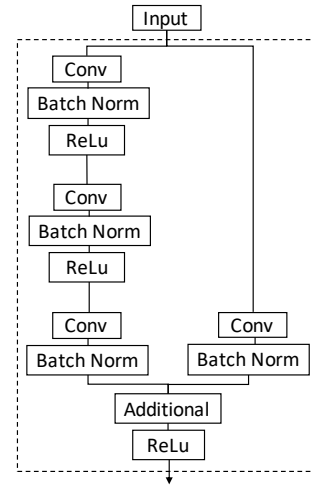 Input
Conv
Batch Norm
ReLu
Conv
Batch Norm
ReLu
Conv
Batch Norm
Conv
Batch Norm
Additional
ReLu